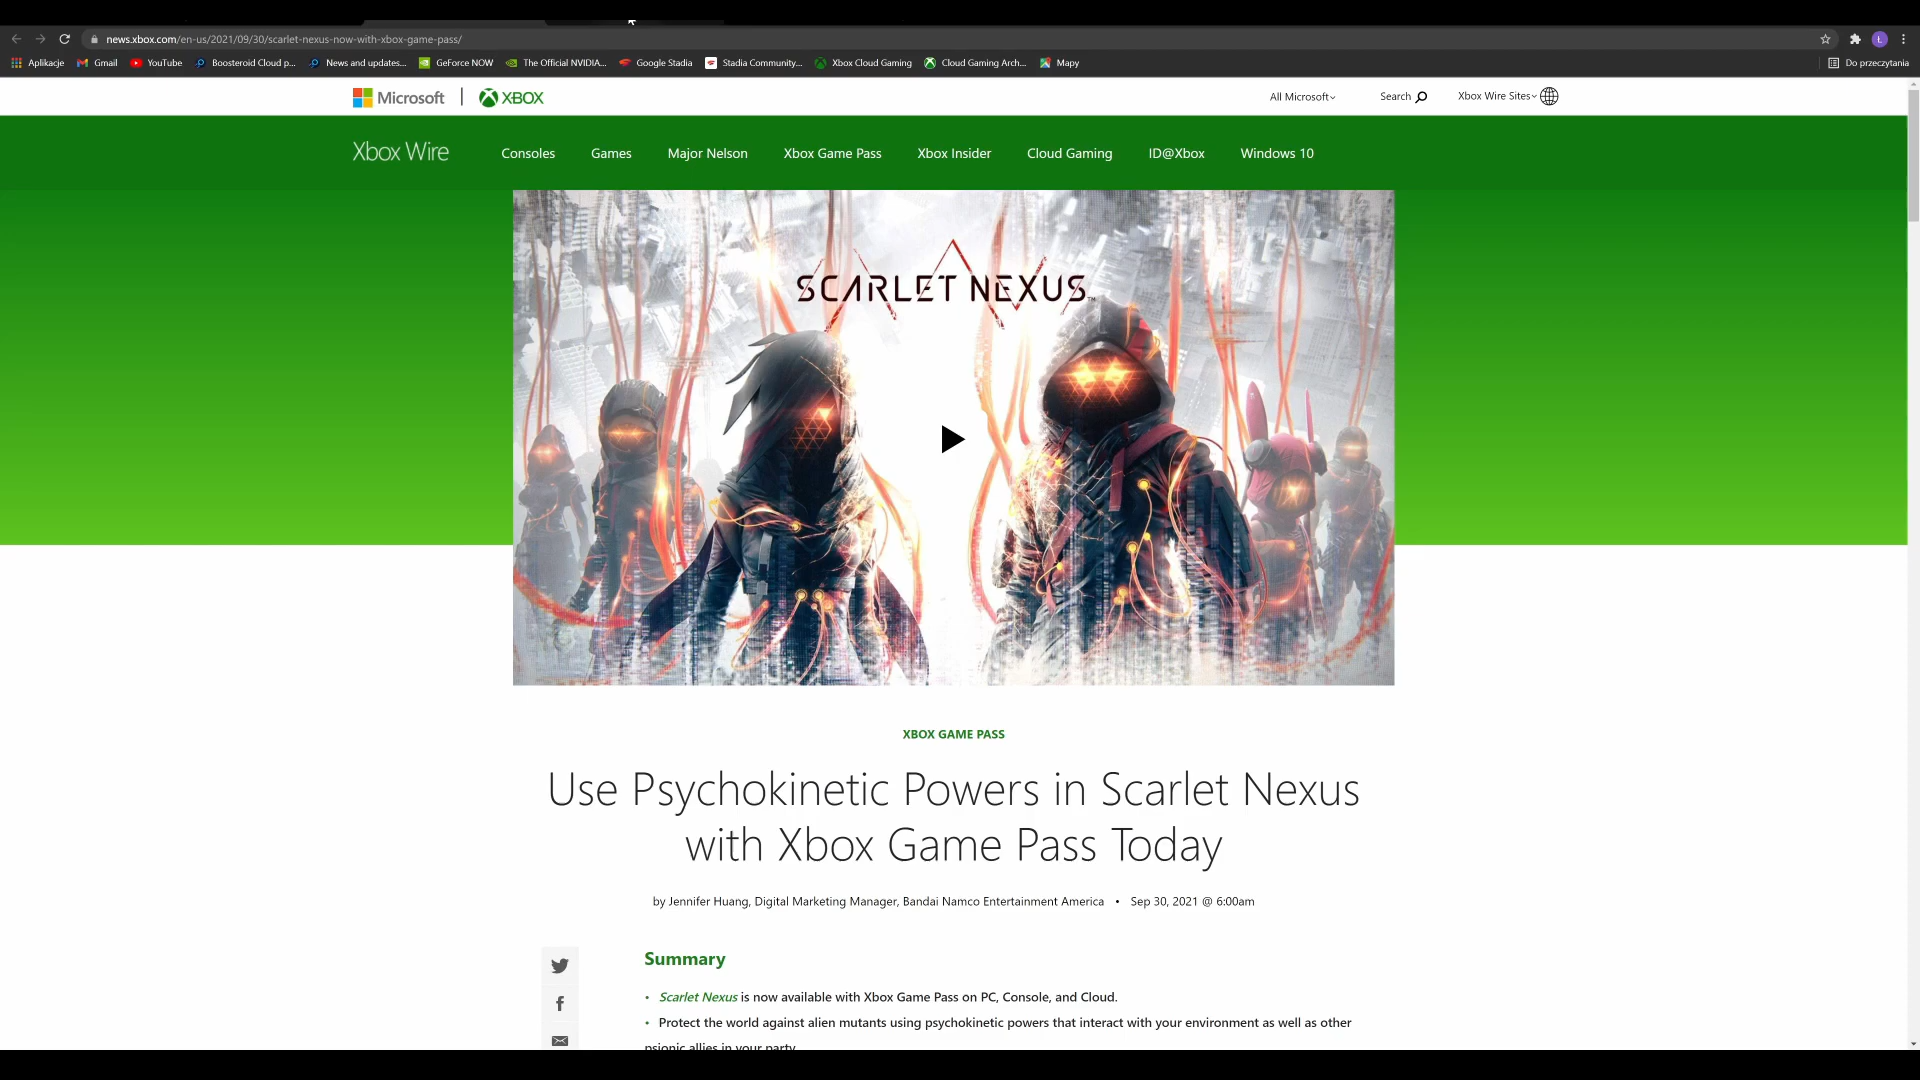 news.xbox.com/en-us/2021/09/30/scarlet-nexus-now-with-xbox-game-pass/
Aplikacje Gmail YouTube Boosteroid Cloud p... News and updates... GeForce NOW The Official NVIDIA... Google Stadia Stadia Community... Xbox Cloud Gaming Cloud Gaming Arch... Mapy Do przeczytania
Microsoft | XBOX All Microsoft Search Xbox Wire Sites
Xbox Wire Consoles Games Major Nelson Xbox Game Pass Xbox Insider Cloud Gaming ID@Xbox Windows 10
SCARLET NEXUS™
XBOX GAME PASS
Use Psychokinetic Powers in Scarlet Nexus
with Xbox Game Pass Today
by Jennifer Huang, Digital Marketing Manager, Bandai Namco Entertainment America • Sep 30, 2021 @ 6:00am
Summary
• Scarlet Nexus is now available with Xbox Game Pass on PC, Console, and Cloud.
• Protect the world against alien mutants using psychokinetic powers that interact with your environment as well as other
psionic allies in your party.